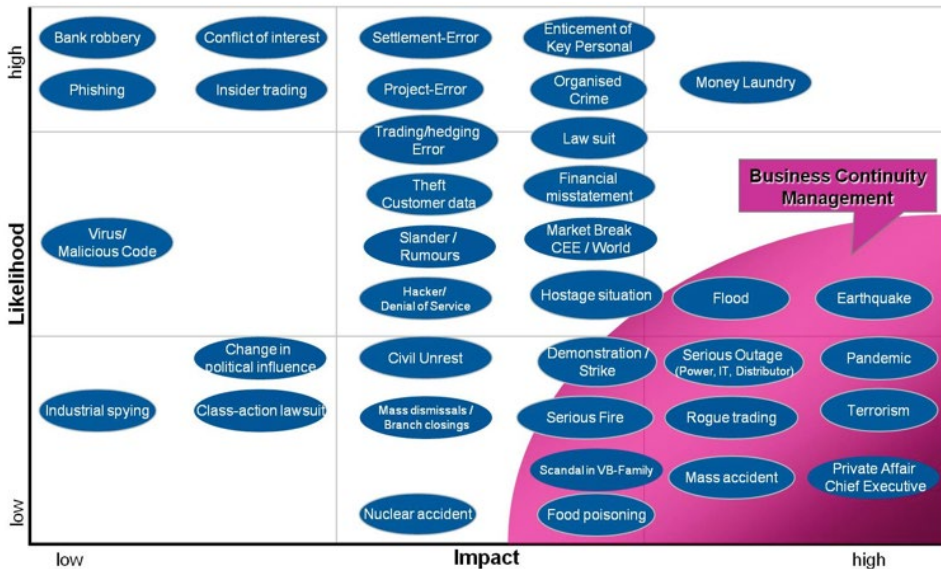 high
Bank robbery
Conflict of interest
Settlement-Error
Enticement of
Key Personal
Phishing
Insider trading
Project-Error
Organised
Crime
Money Laundry
Trading/hedging
Error
Law suit
Theft
Customer data
Financial
misstatement
Business Continuity
Management
Virus/
Malicious Code
Slander /
Rumours
Market Break
CEE / World
Likelihood
Hacker/
Denial of Service
Hostage situation
Flood
Earthquake
Change in
political influence
Civil Unrest
Demonstration /
Strike
Serious Outage
(Power, IT, Distributor)
Pandemic
Industrial spying
Class-action lawsuit
Mass dismissals /
Branch closings
Serious Fire
Rogue trading
Terrorism
Scandal in VB-Family
Mass accident
Private Affair
Chief Executive
low
Nuclear accident
Food poisoning
low
Impact
high